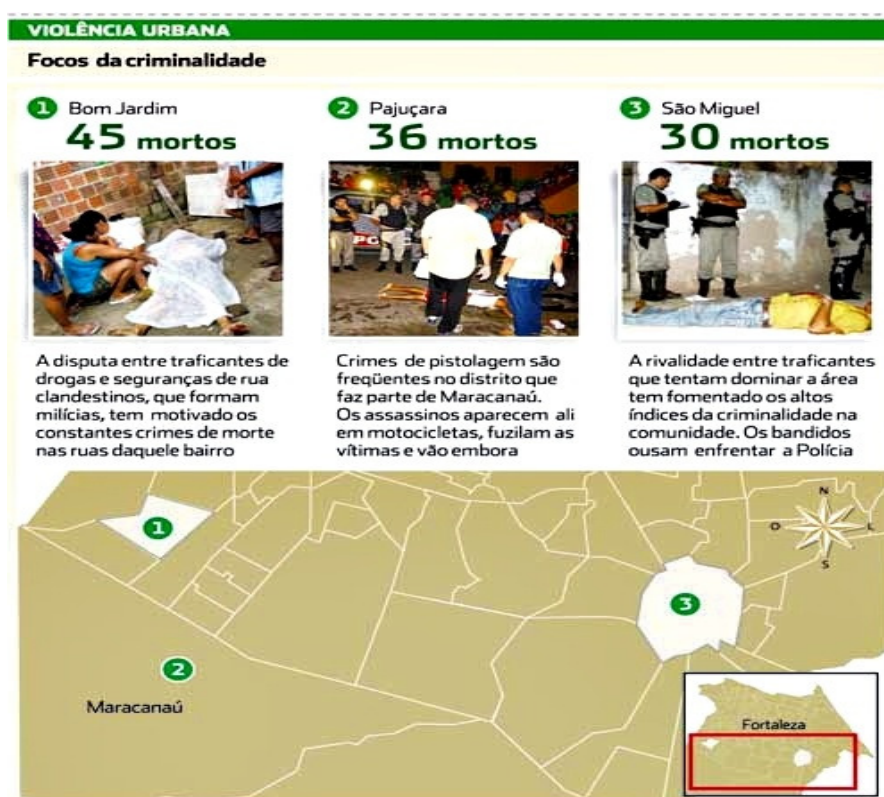 VIOLÊNCIA URBANA
Focos da criminalidade
1 Bom Jardim
45 mortos
A disputa entre traficantes de
drogas e seguranças de rua
clandestinos, que formam
milícias, tem motivado os
constantes crimes de morte
nas ruas daquele bairro
2 Pajuçara
36 mortos
PG
Crimes de pistolagem são
freqüentes no distrito que
faz parte de Maracanaú.
Os assassinos aparecem ali
em motocicletas, fuzilam as
vítimas e vão embora
3 São Miguel
30 mortos
A rivalidade entre traficantes
que tentam dominar a área
tem fomentado os altos
índices da criminalidade na
comunidade. Os bandidos
ousam enfrentar a Polícia
1
2
Maracanaú
3
N
O L
S
Fortaleza